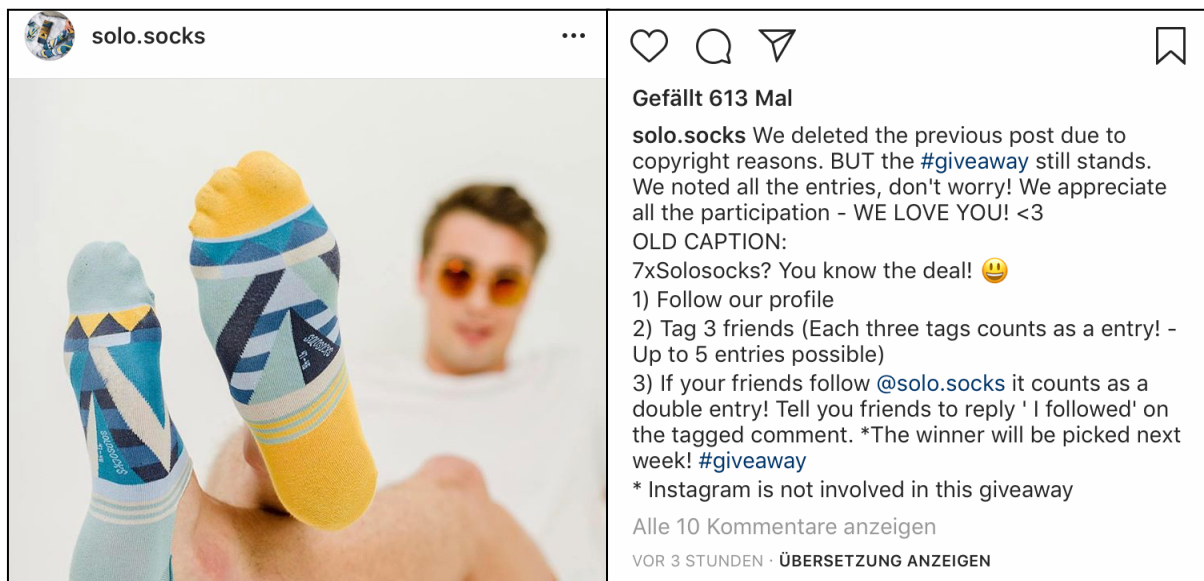 solo.socks
Gefällt 613 Mal
solo.socks We deleted the previous post due to
copyright reasons. BUT the #giveaway still stands.
We noted all the entries, don't worry! We appreciate
all the participation - WE LOVE YOU! <3
OLD CAPTION:
7xSolosocks? You know the deal! 😃
1) Follow our profile
2) Tag 3 friends (Each three tags counts as a entry! -
Up to 5 entries possible)
3) If your friends follow @solo.socks it counts as a
double entry! Tell you friends to reply ' I followed' on
the tagged comment. *The winner will be picked next
week! #giveaway
* Instagram is not involved in this giveaway
Alle 10 Kommentare anzeigen
VOR 3 STUNDEN · ÜBERSETZUNG ANZEIGEN
SOLOSOCKS
SOLOSOCKS